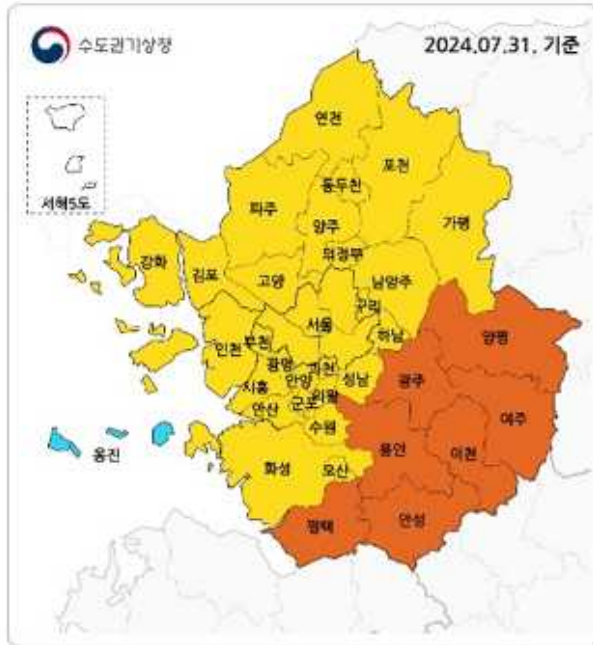 수도권기상청
2024.07.31. 기준
연천
포천
동두천
서해5도
파주
가평
양주
의정부
강화
김포
고양
남양주
구리
서울
하남
양평
인천
부천
광명
과천
시흥
안양
성남
광주
의왕
안산
군포
여주
수원
옹진
용인
이천
화성
오산
평택
안성